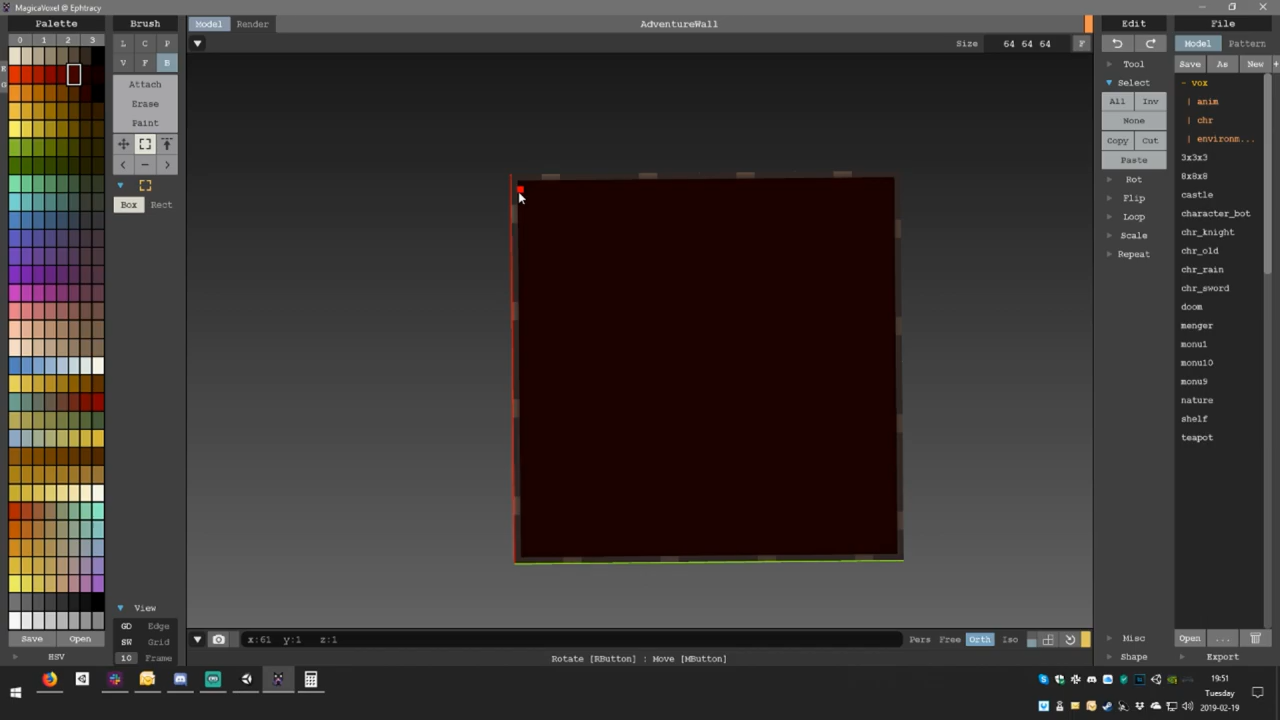 MagicaVoxel @ Ephtracy
Palette
Brush
Model
Render
AdventureWall
Edit
File
0 1 2 3
L C P
V F B
Size 64 64 64 F
Model
Pattern
Tool
Save As New +
Attach
Select
- vox
Erase
All Inv
| anim
Paint
None
| chr
Copy Cut
| environm...
Paste
3x3x3
< - >
Rot
8x8x8
Flip
castle
Box Rect
Loop
character_bot
Scale
chr_knight
Repeat
chr_old
chr_rain
chr_sword
doom
menger
monu1
monu10
monu9
nature
shelf
teapot
View
GD Edge
SW Grid
10 Frame
Save Open
HSV
x:61 y:1 z:1
Pers Free Orth Iso
Rotate [RButton] : Move [MButton]
Misc
Shape
Open ...
Export
19:51
Tuesday
2019-02-19